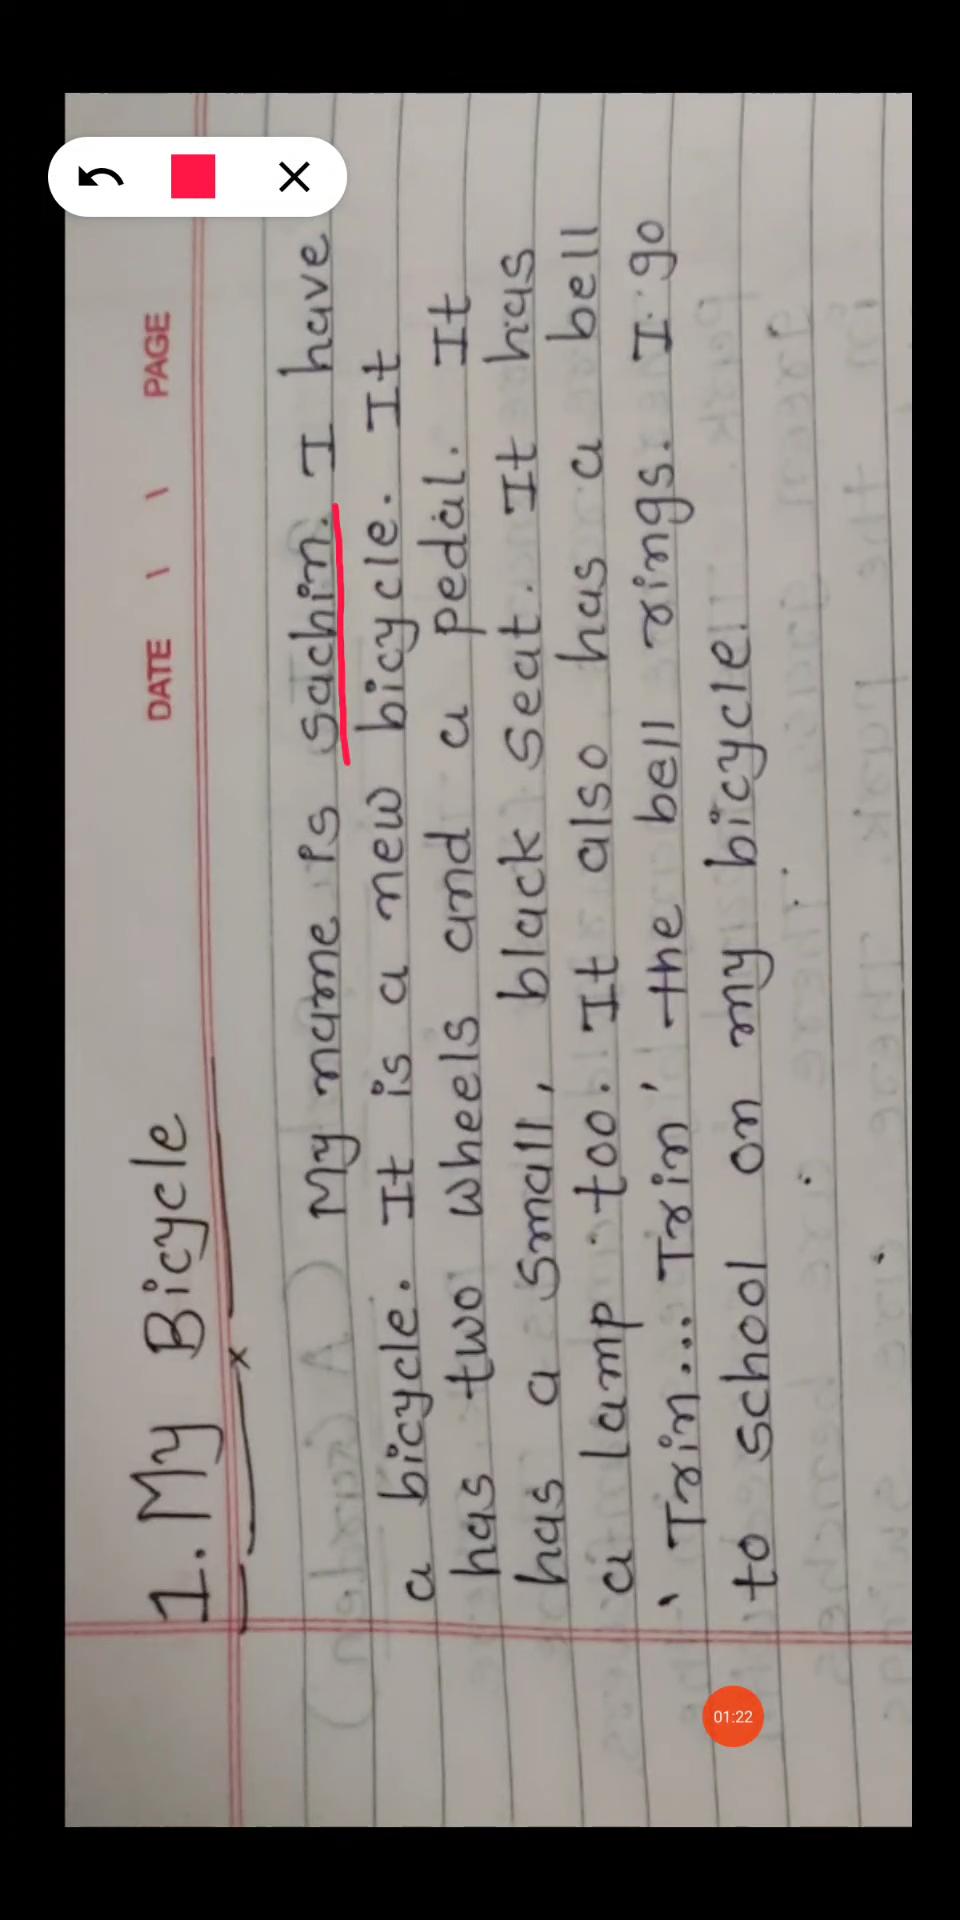 DATE \ \ PAGE
1. My Bicycle
My name is sachin. I have
a bicycle. It is a new bicycle. It
has two wheels and a pedal. It
has a small, black seat. It has
a lamp too. It also has a bell
'Trin... Trin' the bell rings. I go
to school on my bicycle.
01:22